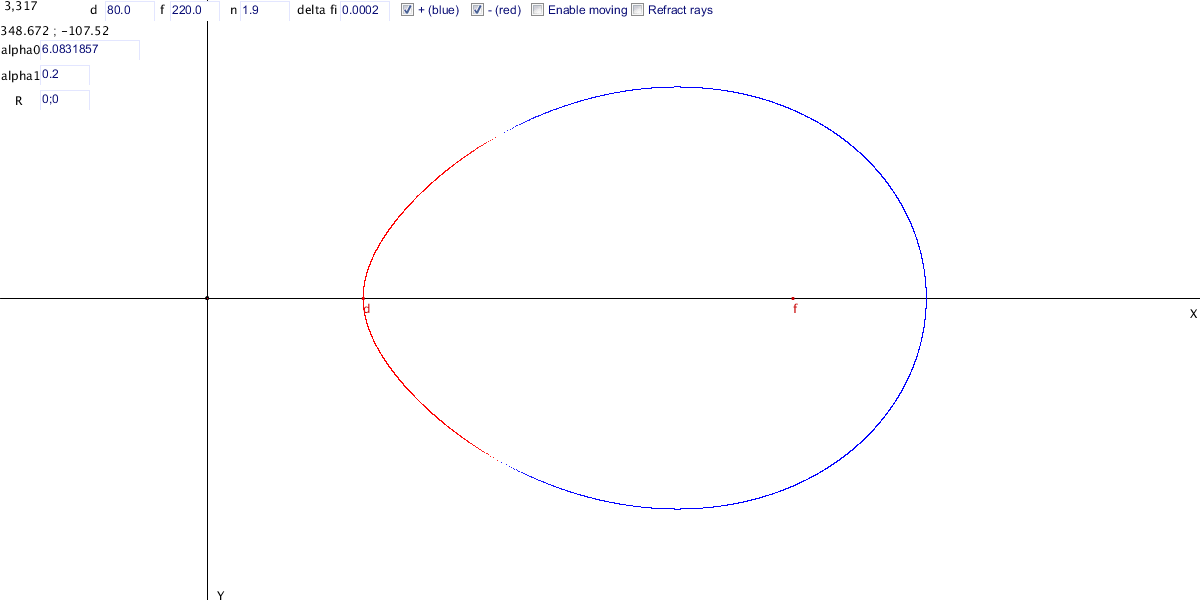 3,317 d 80.0 f 220.0 n 1.9 delta fi 0.0002 + (blue) - (red) Enable moving Refract rays
348.672 ; -107.52
alpha0 6.0831857
alpha1 0.2
R 0;0
d f
X
Y